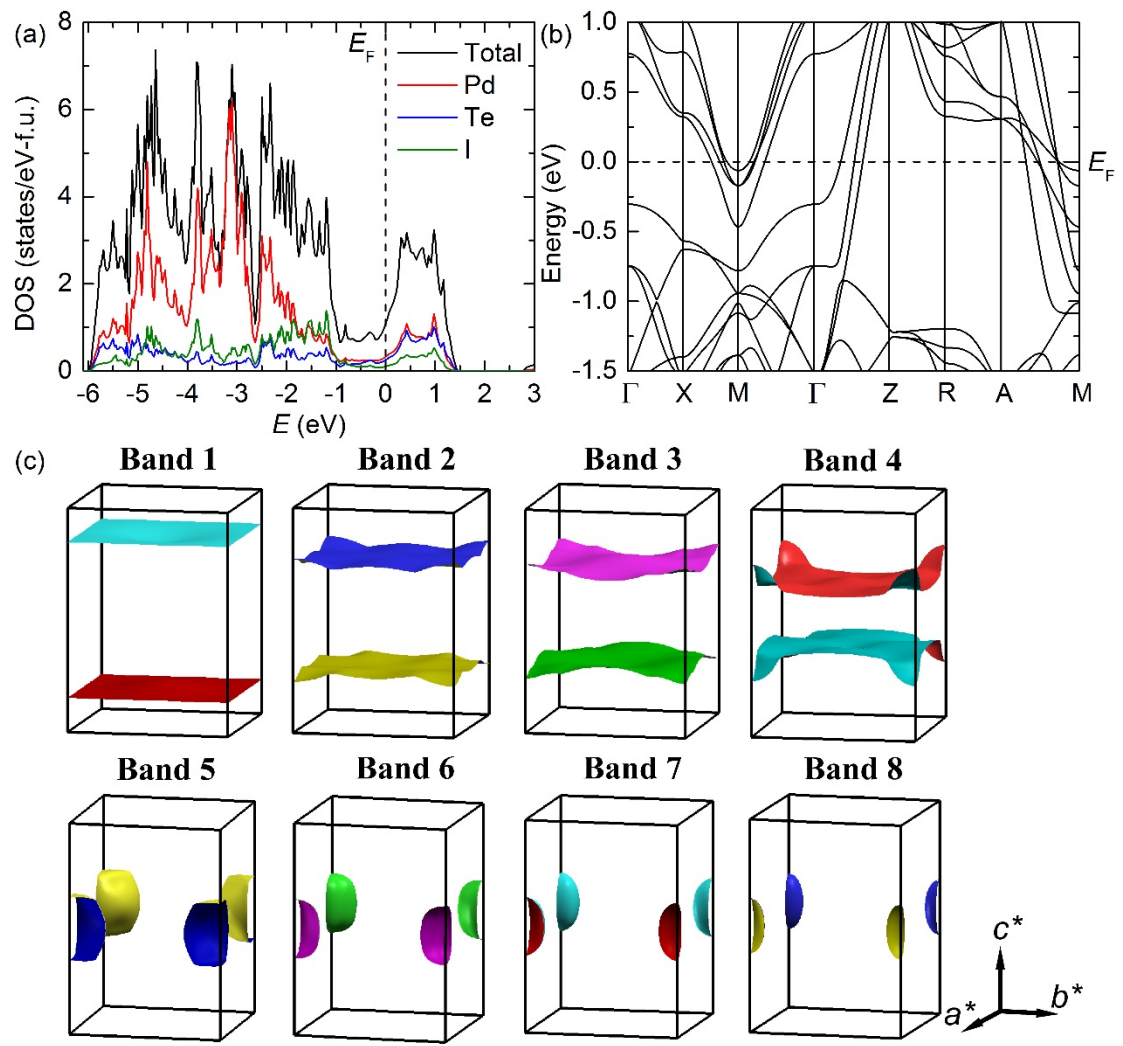 (a)
8
6
4
2
0
DOS (states/eV-f.u.)
E_F
Total
Pd
Te
I
-6 -5 -4 -3 -2 -1 0 1 2 3
E (eV)
(b)
1.0
0.5
0.0
-0.5
-1.0
-1.5
Energy (eV)
E_F
Γ X M Γ Z R A M
(c)
Band 1 Band 2 Band 3 Band 4
Band 5 Band 6 Band 7 Band 8
c*
b*
a*